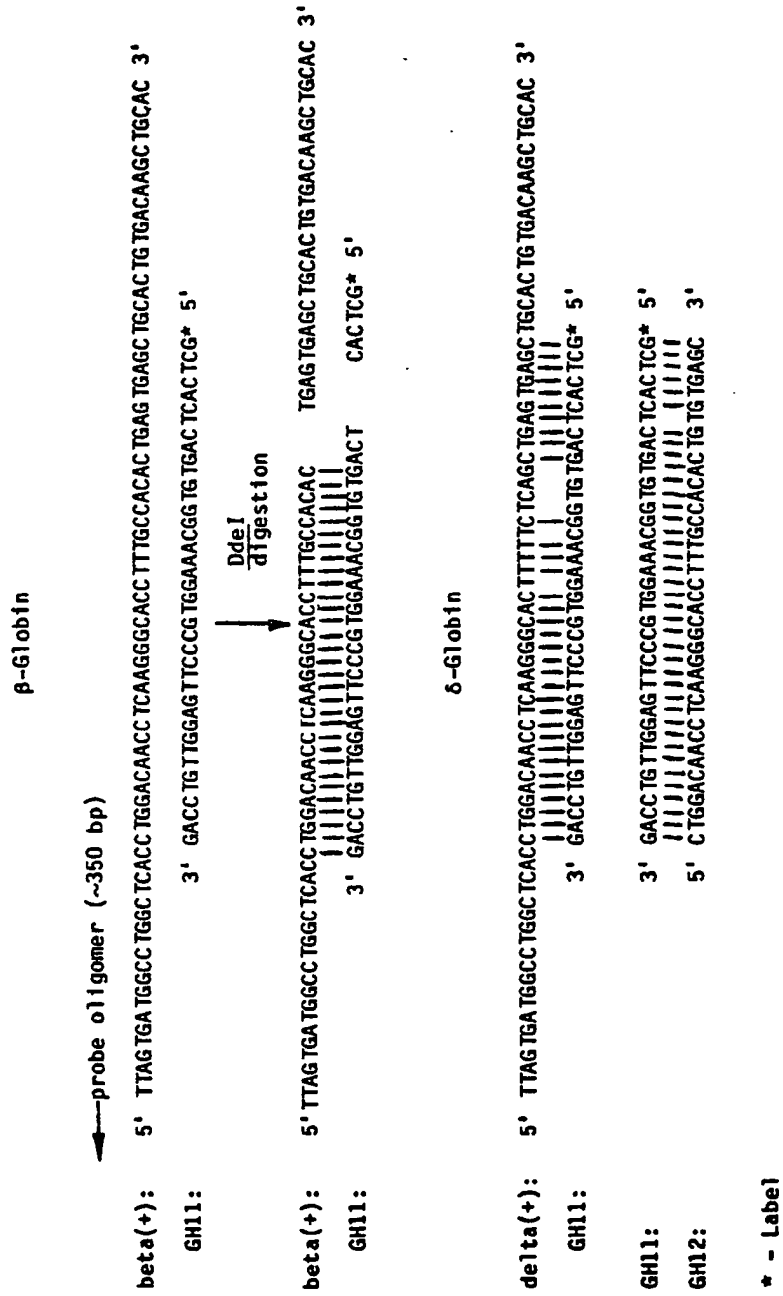 β-Globin
probe oligomer (~350 bp)
beta(+): 5' TTAGTGATGGCCTGGCTCACCTGGACAACCTCAAGGGCACCTTTGCCACACTGAGTGAGCTGCACTGTGACAAGCTGCAC 3'
GH11: 3' GACCTGTTGGAGTTCCCGTGGAAACGGTGTGACTCACTCG* 5'
DdeI
digestion
beta(+): 5'TTAGTGATGGCCTGGCTCACCTGGACAACCTCAAGGGCACCTTTGCCACAC TGAGTGAGCTGCACTGTGACAAGCTGCAC 3'
GH11: 3' GACCTGTTGGAGTTCCCGTGGAAACGGTGTGACT CACTCG* 5'
δ-Globin
delta(+): 5' TTAGTGATGGCCTGGCTCACCTGGACAACCTCAAGGGCACTTTTTCTCAGCTGAGTGAGCTGCACTGTGACAAGCTGCAC 3'
GH11: 3' GACCTGTTGGAGTTCCCGTGGAAACGGTGTGACTCACTCG* 5'
GH11: 3' GACCTGTTGGAGTTCCCGTGGAAACGGTGTGACTCACTCG* 5'
GH12: 5' CTGGACAACCTCAAGGGCACCTTTGCCACACTGTGTGAGC 3'
* - Label